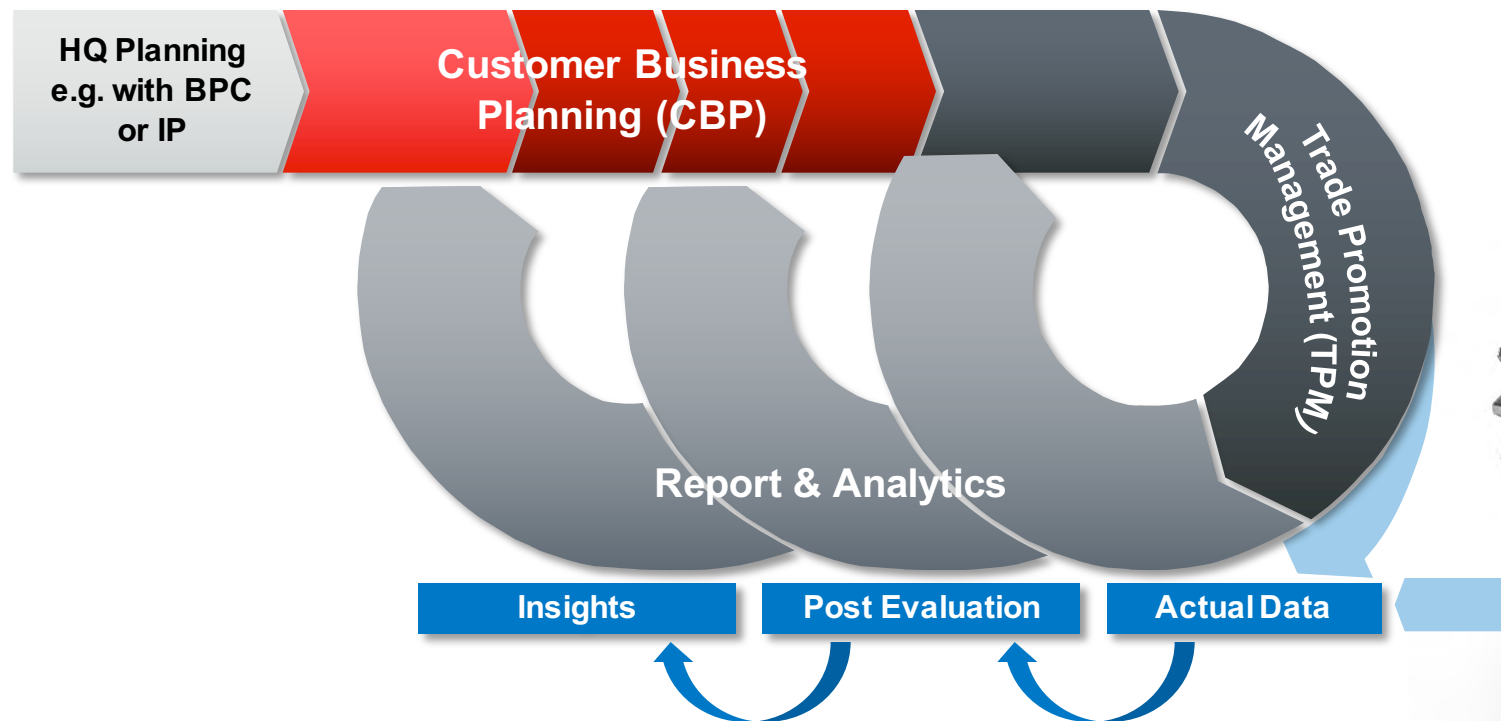 HQ Planning
e.g. with BPC
or IP
Customer Business
Planning (CBP)
Trade Promotion
Management (TPM)
Report & Analytics
Insights
Post Evaluation
Actual Data